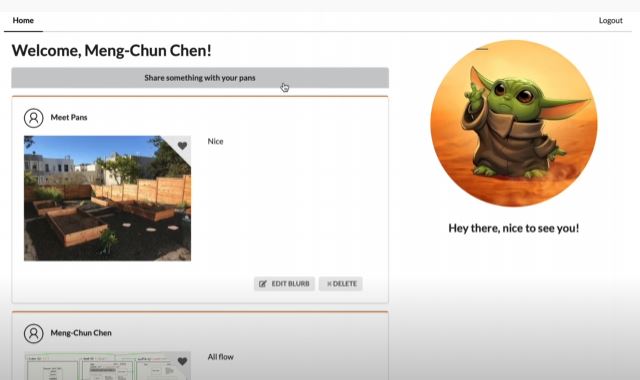 Home
Logout
Welcome, Meng-Chun Chen!
Share something with your pans
Meet Pans
Nice
Hey there, nice to see you!
EDIT BLURB
DELETE
Meng-Chun Chen
All flow